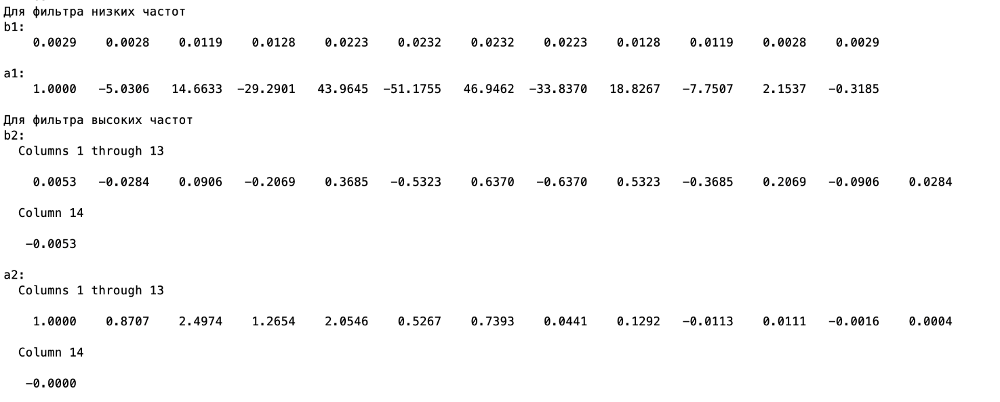 Для фильтра низких частот
b1:
0.0029 0.0028 0.0119 0.0128 0.0223 0.0232 0.0232 0.0223 0.0128 0.0119 0.0028 0.0029
a1:
1.0000 −5.0306 14.6633 −29.2901 43.9645 −51.1755 46.9462 −33.8370 18.8267 −7.7507 2.1537 −0.3185
Для фильтра высоких частот
b2:
Columns 1 through 13
0.0053 −0.0284 0.0906 −0.2069 0.3685 −0.5323 0.6370 −0.6370 0.5323 −0.3685 0.2069 −0.0906 0.0284
Column 14
−0.0053
a2:
Columns 1 through 13
1.0000 0.8707 2.4974 1.2654 2.0546 0.5267 0.7393 0.0441 0.1292 −0.0113 0.0111 −0.0016 0.0004
Column 14
−0.0000